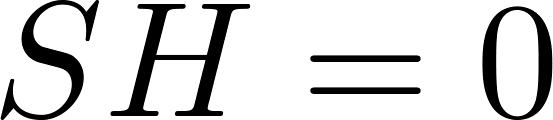 SH = 0